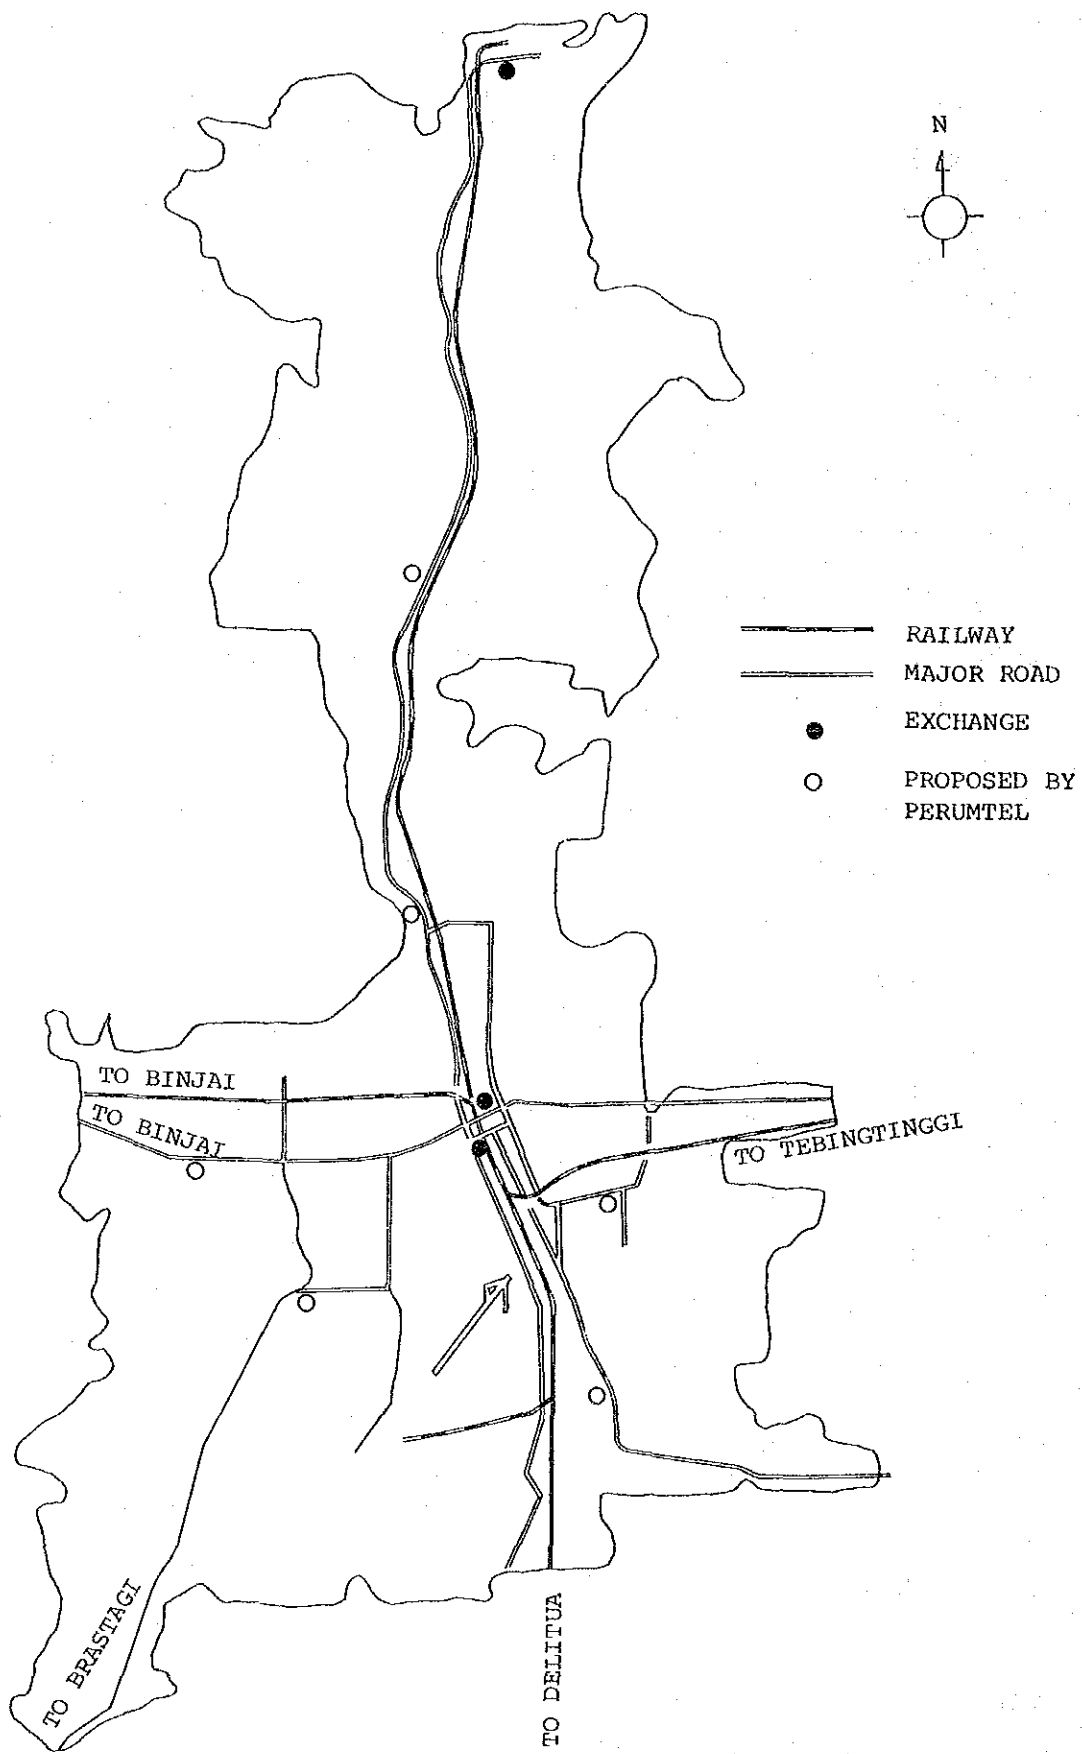 N
RAILWAY
MAJOR ROAD
EXCHANGE
PROPOSED BY
PERUMTEL
TO BINJAI
TO BINJAI
TO TEBINGTINGGI
TO BRASTAGI
TO DELITUA